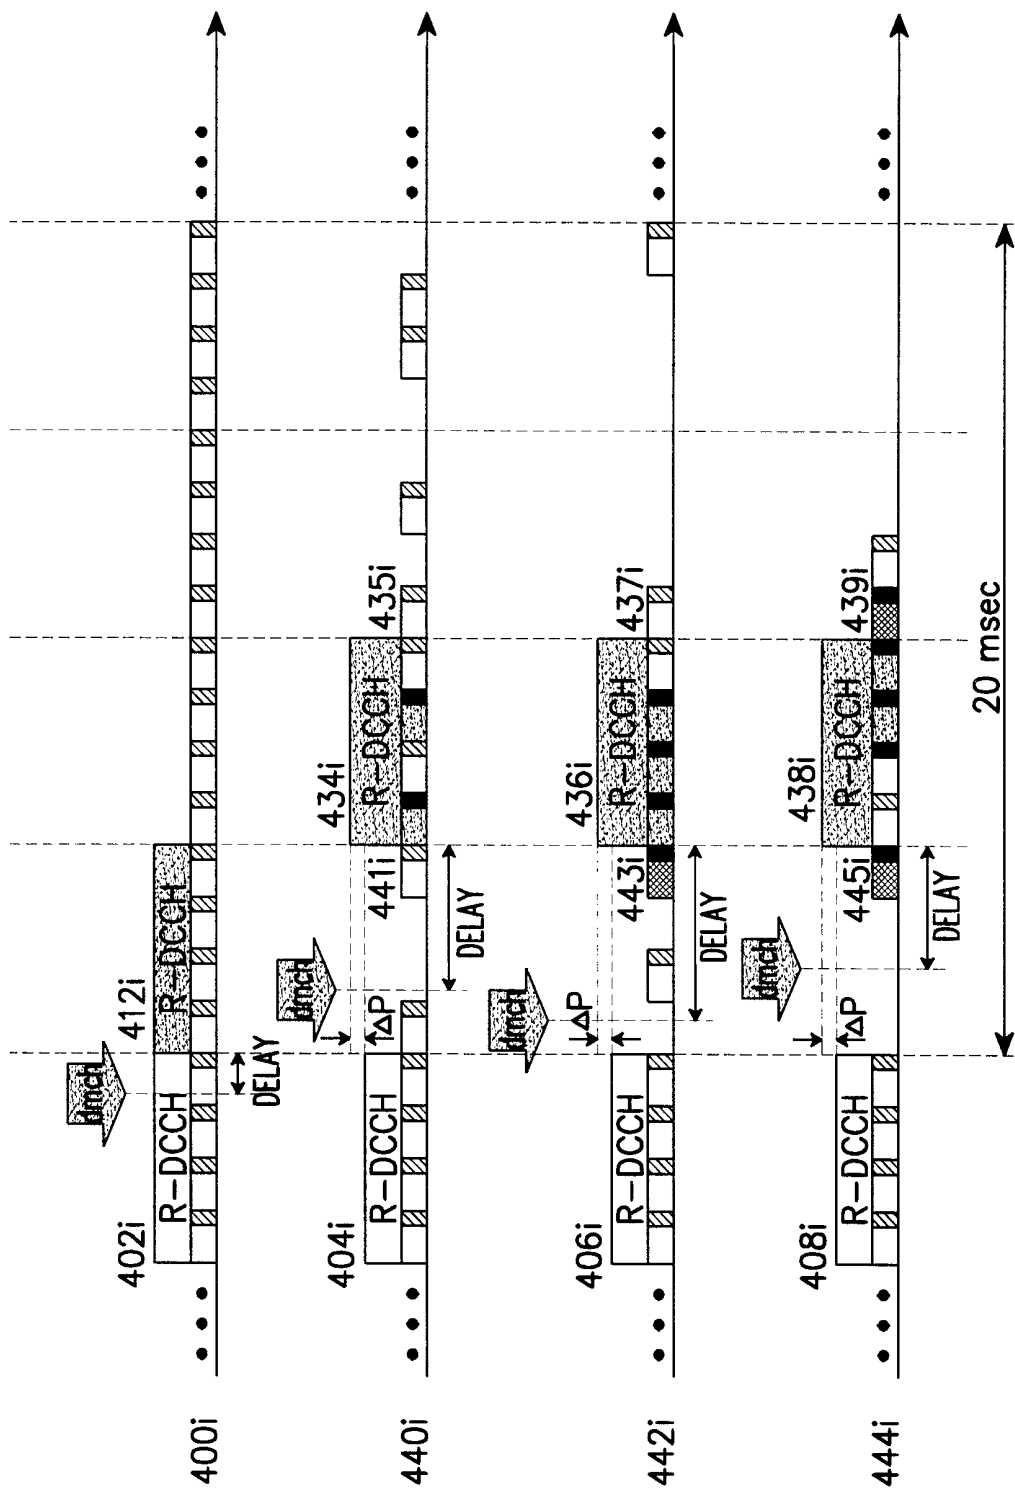 400i
402i
R-DCCH
dmch
DELAY
412i
R-DCCH
440i
404i
R-DCCH
dmch
ΔP
DELAY
441i
434i
R-DCCH
435i
442i
406i
R-DCCH
dmch
ΔP
DELAY
443i
436i
R-DCCH
437i
444i
408i
R-DCCH
dmch
ΔP
DELAY
445i
438i
R-DCCH
439i
20 msec